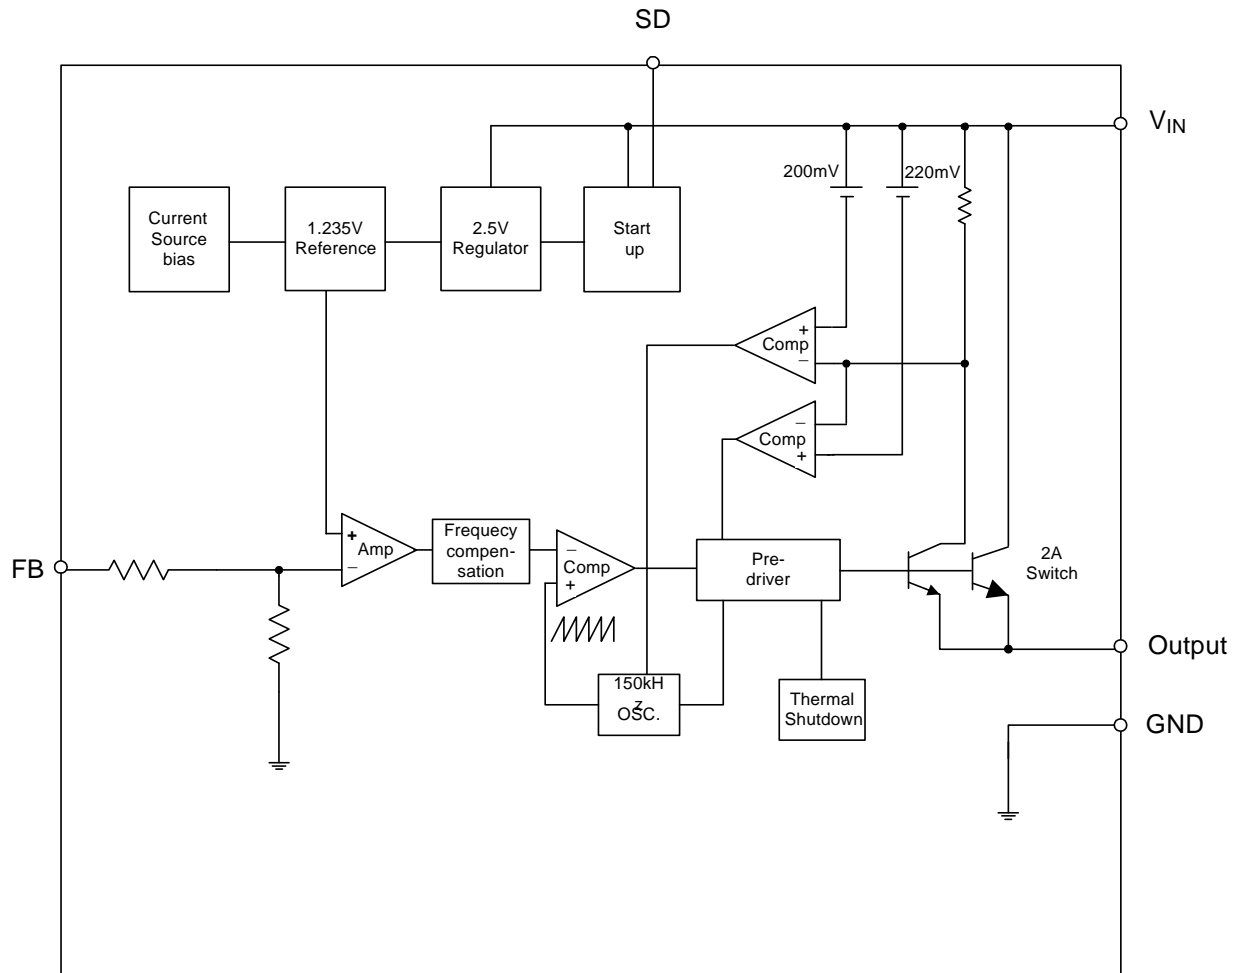 SD
V_IN
200mV
220mV
Current
Source
bias
1.235V
Reference
2.5V
Regulator
Start
up
+
Comp
−
−
Comp
+
FB
+
Amp
−
Frequecy
compen-
sation
−
Comp
+
Pre-
driver
2A
Switch
Output
150kH
z
OSC.
Thermal
Shutdown
GND